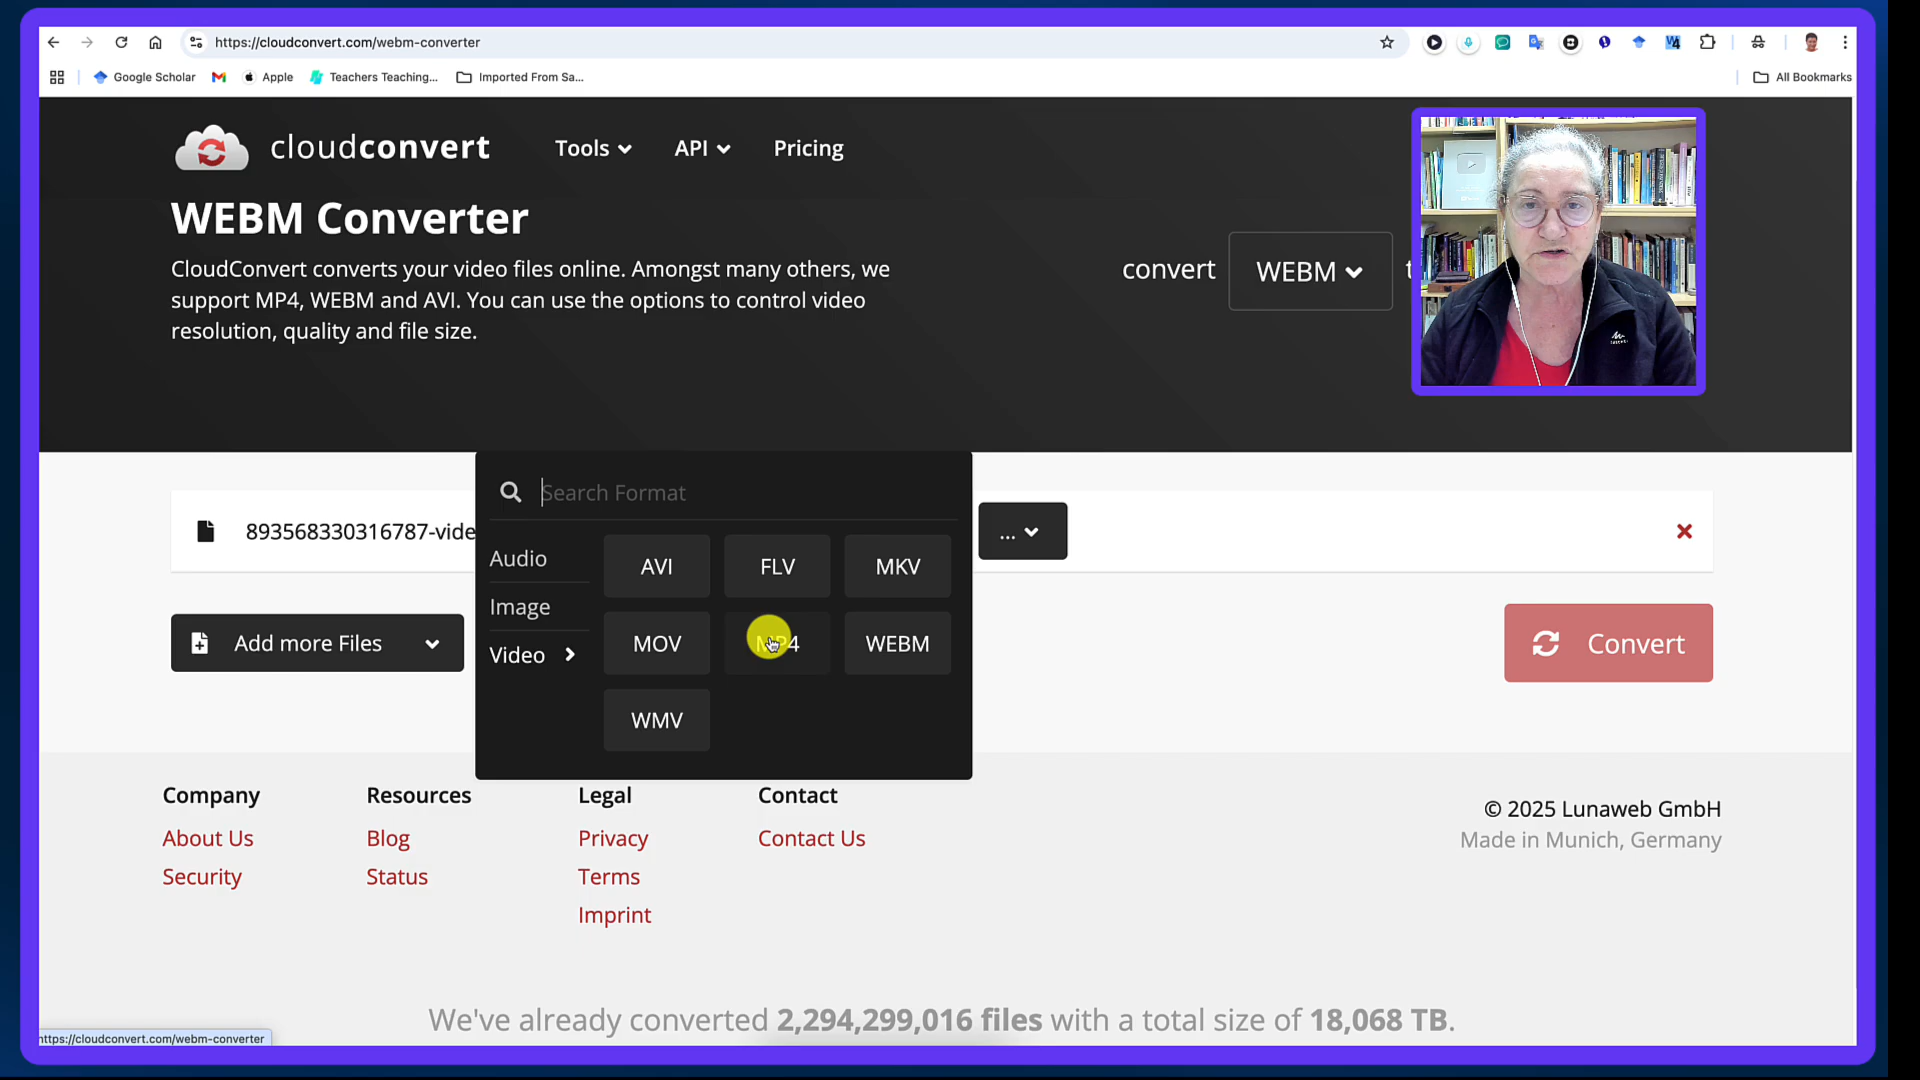 https://cloudconvert.com/webm-converter
Google Scholar
Apple
Teachers Teaching...
Imported From Sa...
All Bookmarks
cloudconvert
Tools
API
Pricing
WEBM Converter
CloudConvert converts your video files online. Amongst many others, we
support MP4, WEBM and AVI. You can use the options to control video
resolution, quality and file size.
convert
WEBM
Search Format
893568330316787-vide
...
Audio
AVI
FLV
MKV
Image
Video
MOV
MP4
WEBM
WMV
Add more Files
Convert
Company
About Us
Security
Resources
Blog
Status
Legal
Privacy
Terms
Imprint
Contact
Contact Us
© 2025 Lunaweb GmbH
Made in Munich, Germany
We've already converted 2,294,299,016 files with a total size of 18,068 TB.
https://cloudconvert.com/webm-converter